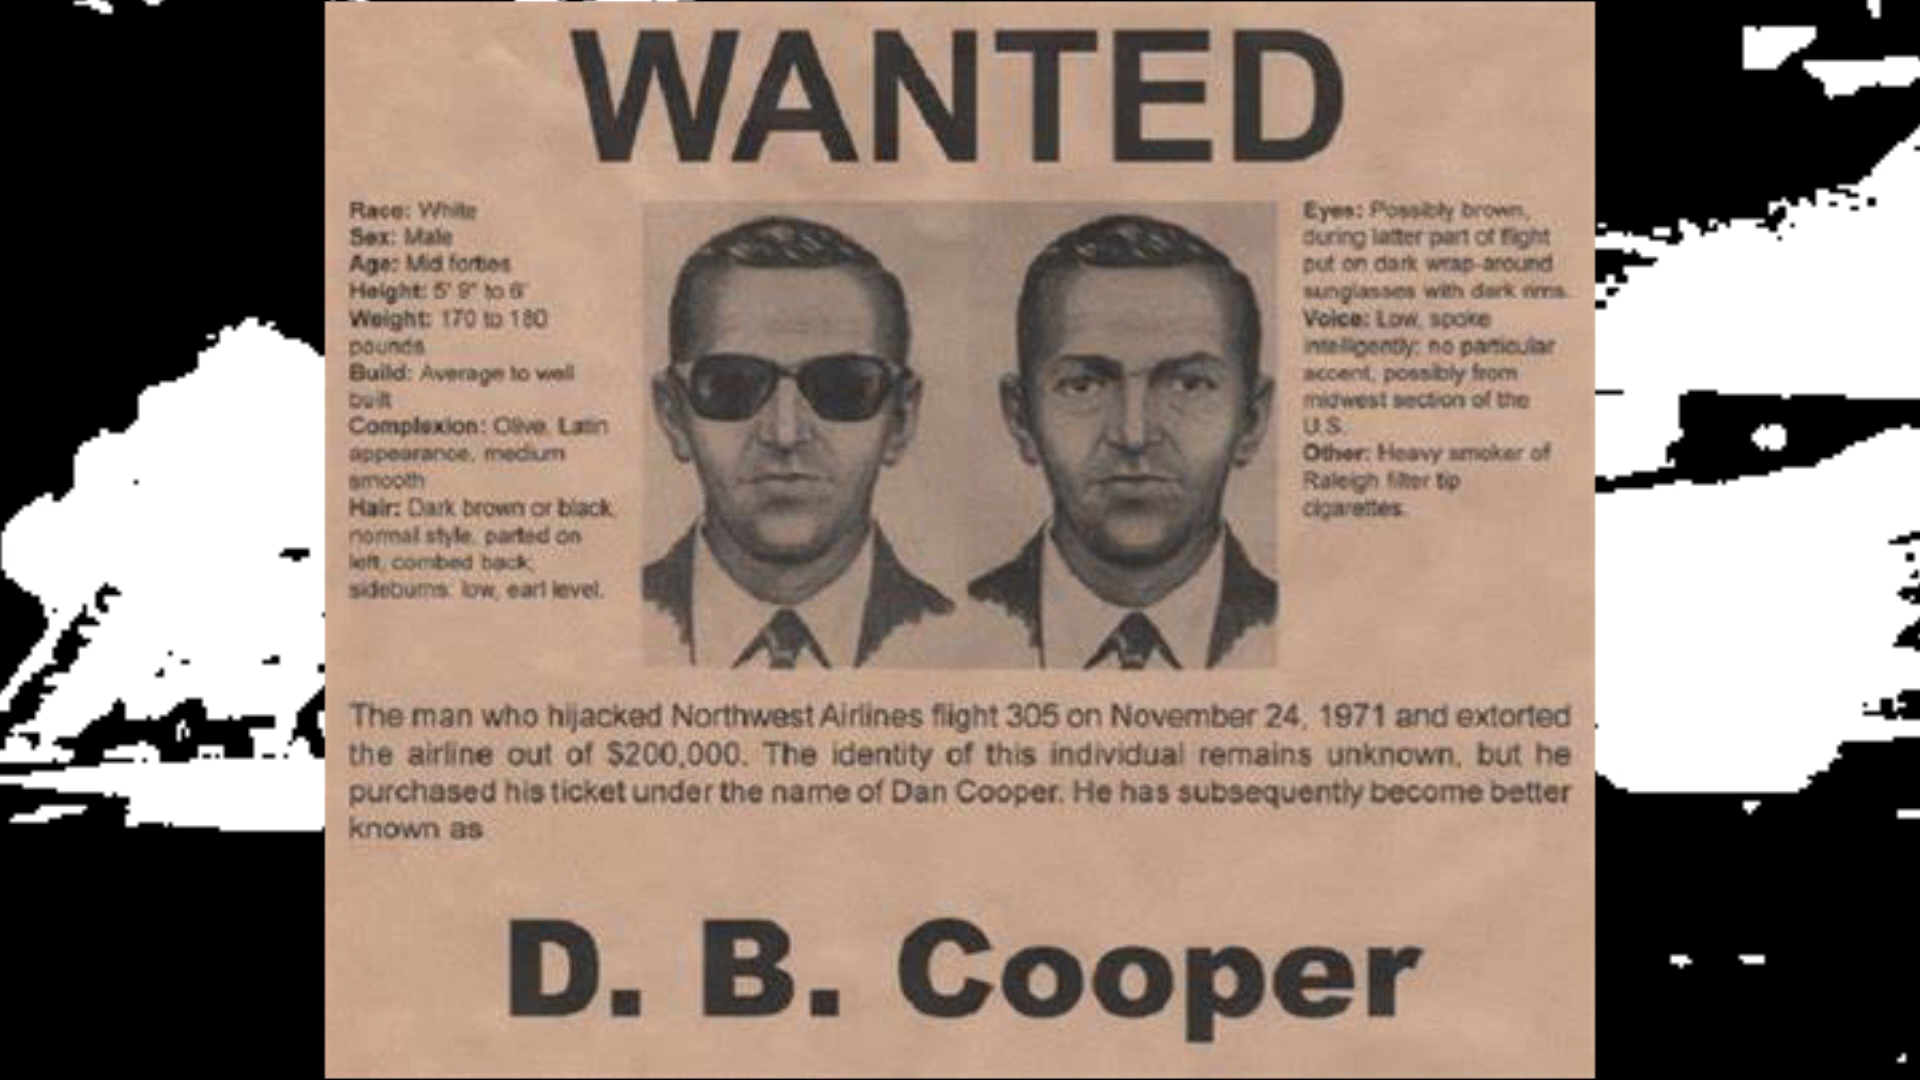 WANTED
Race: White
Sex: Male
Age: Mid forties
Height: 5' 9" to 6'
Weight: 170 to 180
pounds
Build: Average to well
built
Complexion: Olive, Latin
appearance, medium
smooth
Hair: Dark brown or black,
normal style, parted on
left, combed back;
sideburns: low, earl level.
Eyes: Possibly brown,
during latter part of flight
put on dark wrap-around
sunglasses with dark rims.
Voice: Low, spoke
intelligently; no particular
accent, possibly from
midwest section of the
U.S.
Other: Heavy smoker of
Raleigh filter tip
cigarettes.
The man who hijacked Northwest Airlines flight 305 on November 24, 1971 and extorted
the airline out of $200,000. The identity of this individual remains unknown, but he
purchased his ticket under the name of Dan Cooper. He has subsequently become better
known as
D. B. Cooper